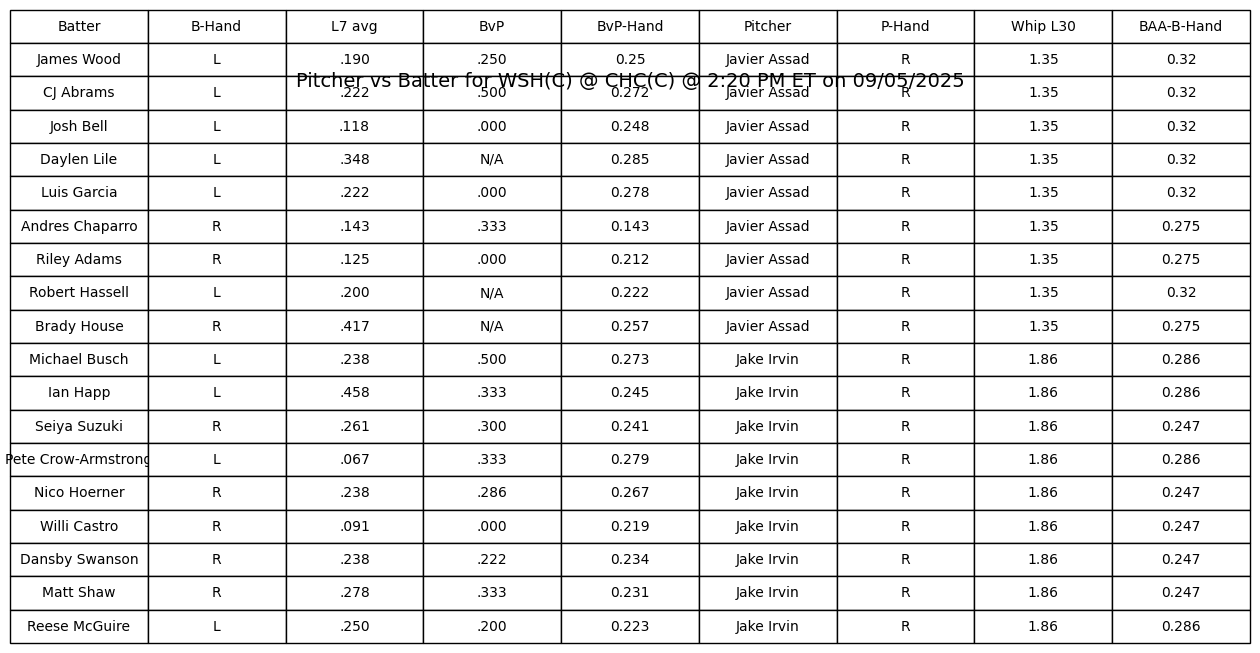 Batter B-Hand L7 avg BvP BvP-Hand Pitcher P-Hand Whip L30 BAA-B-Hand
James Wood L .190 .250 0.25 Javier Assad R 1.35 0.32
Pitcher vs Batter for WSH(C) @ CHC(C) @ 2:20 PM ET on 09/05/2025
CJ Abrams L .222 .500 0.272 Javier Assad R 1.35 0.32
Josh Bell L .118 .000 0.248 Javier Assad R 1.35 0.32
Daylen Lile L .348 N/A 0.285 Javier Assad R 1.35 0.32
Luis Garcia L .222 .000 0.278 Javier Assad R 1.35 0.32
Andres Chaparro R .143 .333 0.143 Javier Assad R 1.35 0.275
Riley Adams R .125 .000 0.212 Javier Assad R 1.35 0.275
Robert Hassell L .200 N/A 0.222 Javier Assad R 1.35 0.32
Brady House R .417 N/A 0.257 Javier Assad R 1.35 0.275
Michael Busch L .238 .500 0.273 Jake Irvin R 1.86 0.286
Ian Happ L .458 .333 0.245 Jake Irvin R 1.86 0.286
Seiya Suzuki R .261 .300 0.241 Jake Irvin R 1.86 0.247
Pete Crow-Armstrong L .067 .333 0.279 Jake Irvin R 1.86 0.286
Nico Hoerner R .238 .286 0.267 Jake Irvin R 1.86 0.247
Willi Castro R .091 .000 0.219 Jake Irvin R 1.86 0.247
Dansby Swanson R .238 .222 0.234 Jake Irvin R 1.86 0.247
Matt Shaw R .278 .333 0.231 Jake Irvin R 1.86 0.247
Reese McGuire L .250 .200 0.223 Jake Irvin R 1.86 0.286